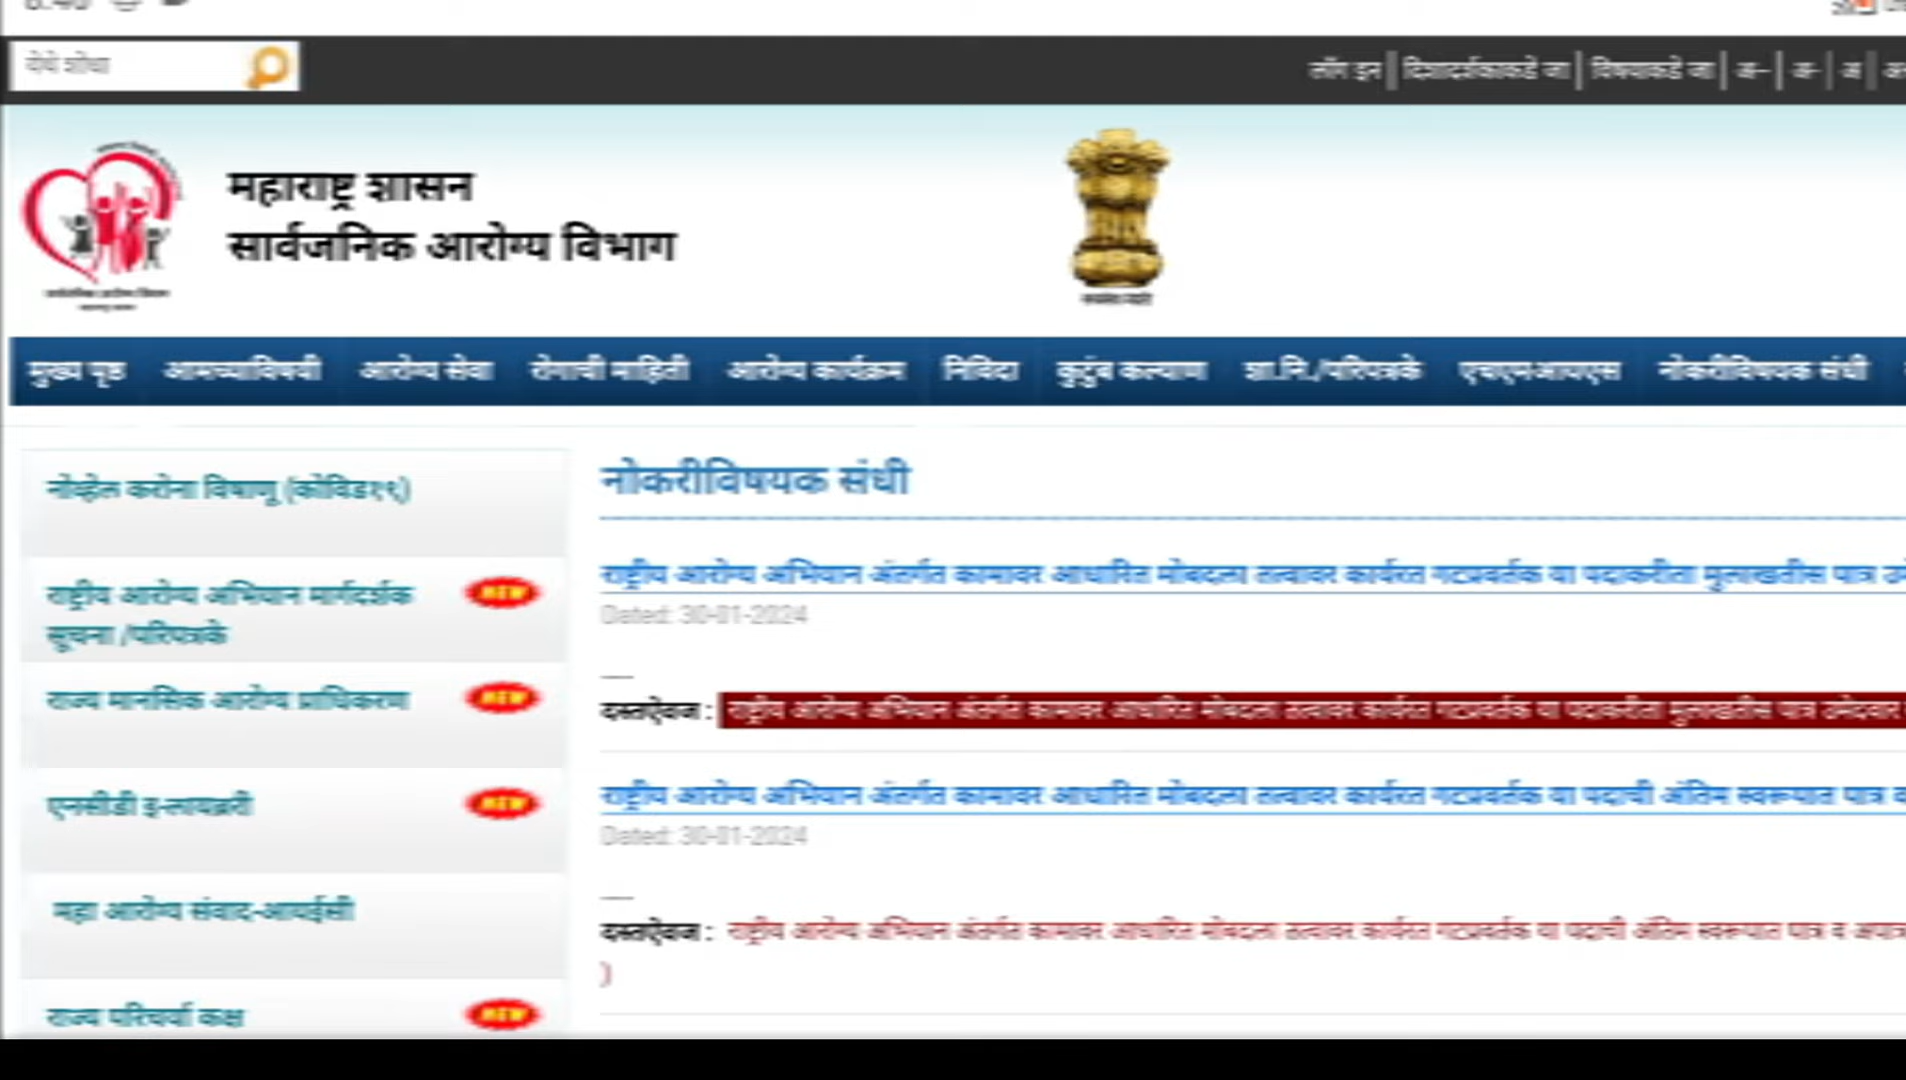 येथे शोधा
लॉग इन | दिशादर्शकाकडे जा | विषयाकडे जा | अ-- | अ- | अ
महाराष्ट्र शासन
सार्वजनिक आरोग्य विभाग
मुख्य पृष्ठ आमच्याविषयी आरोग्य सेवा रोगाची माहिती आरोग्य कार्यक्रम निविदा कुटुंब कल्याण शा.नि./परिपत्रके एचएमआयएस नोकरीविषयक संधी
नोव्हेल करोना विषाणू (कोविड१९)
राष्ट्रीय आरोग्य अभियान मार्गदर्शक
सूचना /परिपत्रके
NEW
राज्य मानसिक आरोग्य प्राधिकरण
NEW
एनसीडी इ-लायब्ररी
NEW
महा आरोग्य संवाद-आयईसी
राज्य परिचर्या कक्ष
NEW
नोकरीविषयक संधी
राष्ट्रीय आरोग्य अभियान अंतर्गत कामावर आधारित मोबदला तत्वावर कार्यरत गटप्रवर्तक या पदाकरीता मुलाखतीस पात्र
Dated: 30-01-2024
दस्तऐवज : राष्ट्रीय आरोग्य अभियान अंतर्गत कामावर आधारित मोबदला तत्वावर कार्यरत गटप्रवर्तक या पदाकरीता मुलाखतीस पात्र उमेदवार
राष्ट्रीय आरोग्य अभियान अंतर्गत कामावर आधारित मोबदला तत्वावर कार्यरत गटप्रवर्तक या पदाची अंतिम स्वरूपात पात्र व
Dated: 30-01-2024
दस्तऐवज : राष्ट्रीय आरोग्य अभियान अंतर्गत कामावर आधारित मोबदला तत्वावर कार्यरत गटप्रवर्तक या पदाची अंतिम स्वरूपात पात्र व अपात्र
)